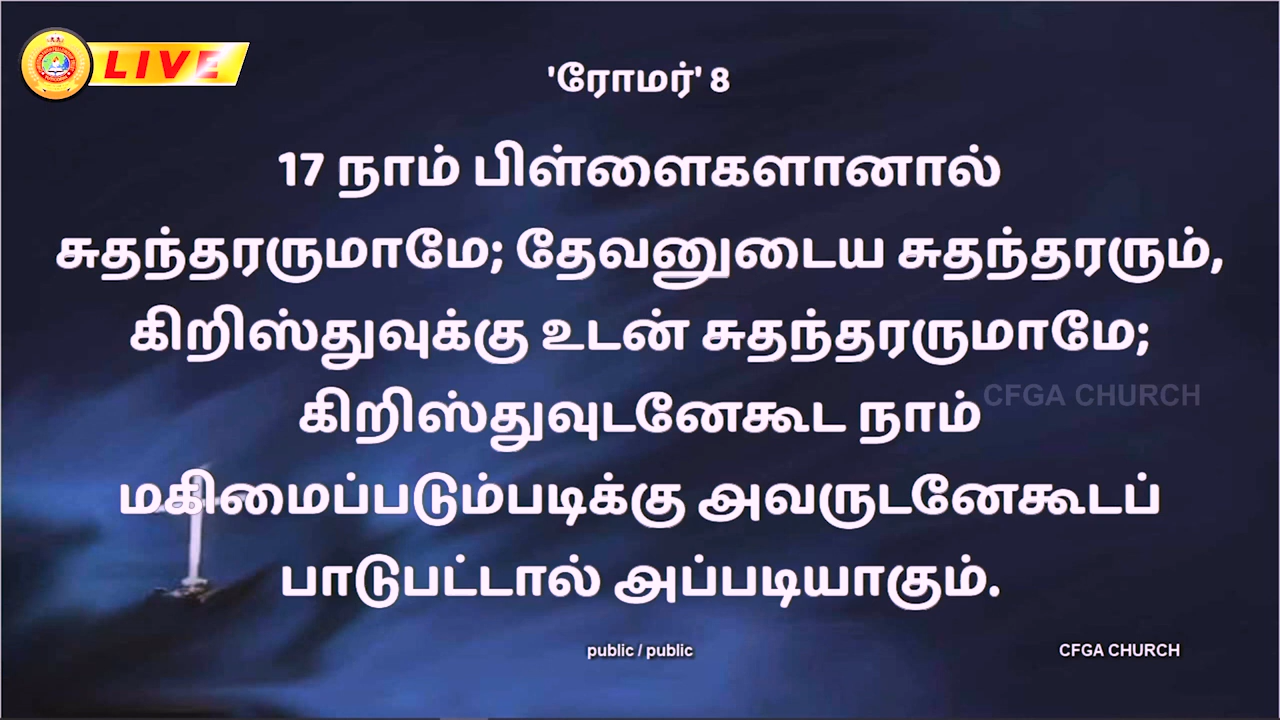 LIVE
'ரோமர்' 8
17 நாம் பிள்ளைகளானால்
சுதந்தரருமாமே; தேவனுடைய சுதந்தரரும்,
கிறிஸ்துவுக்கு உடன் சுதந்தரருமாமே;
CFGA CHURCH
கிறிஸ்துவுடனேகூட நாம்
மகிமைப்படும்படிக்கு அவருடனேகூடப்
பாடுபட்டால் அப்படியாகும்.
public / public
CFGA CHURCH